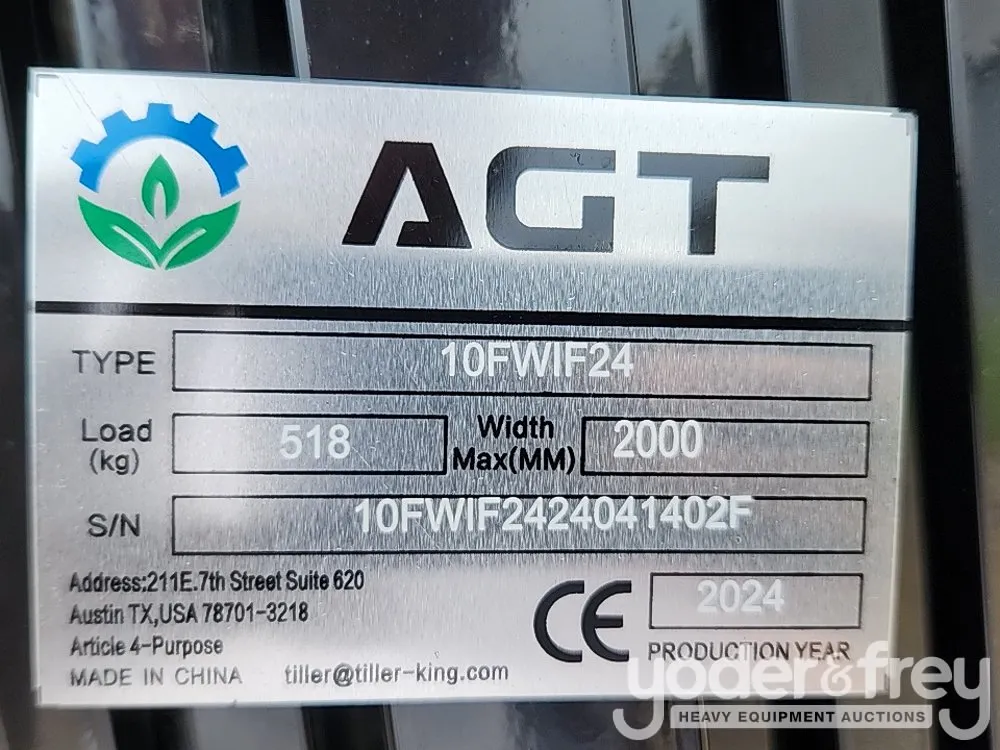 AGT
TYPE 10FWIF24
Load (kg) 518 Width Max(MM) 2000
S/N 10FWIF2424041402F
Address:211E.7th Street Suite 620
Austin TX,USA 78701-3218
Article 4-Purpose
MADE IN CHINA tiller@tiller-king.com
CE 2024
PRODUCTION YEAR
yoder&frey
HEAVY EQUIPMENT AUCTIONS